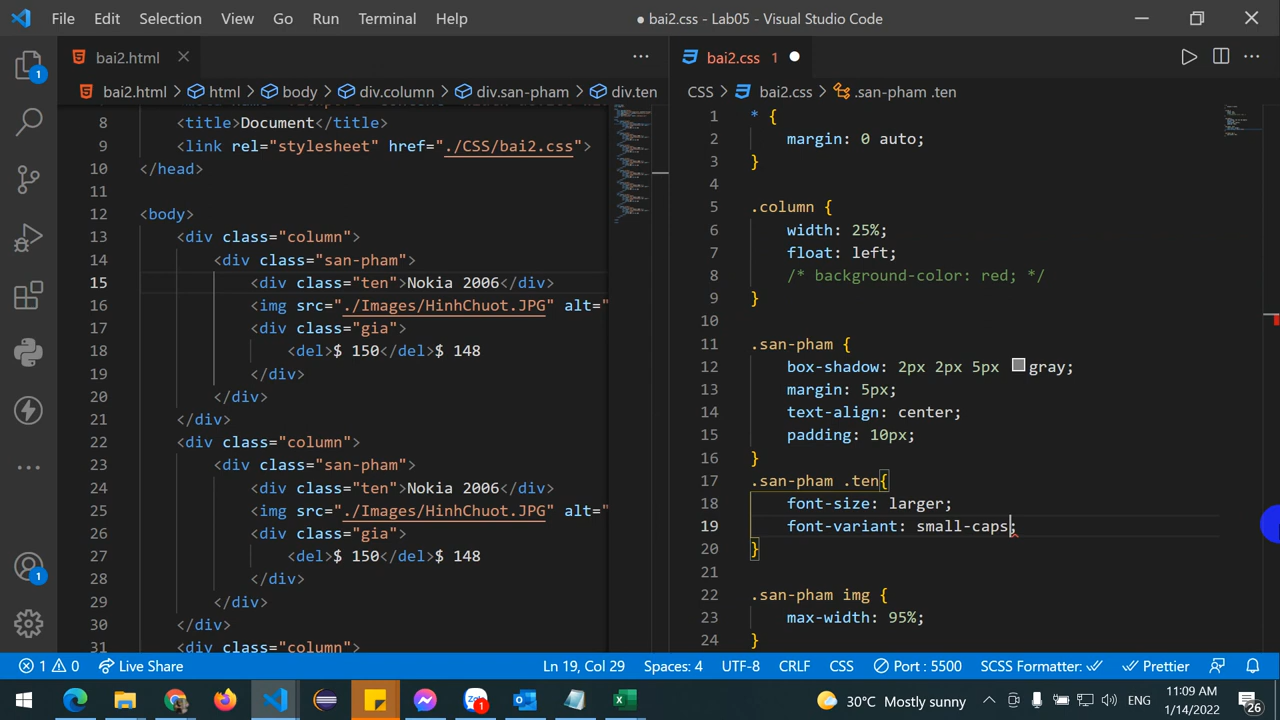 File Edit Selection View Go Run Terminal Help
● bai2.css - Lab05 - Visual Studio Code
bai2.html
bai2.html > html > body > div.column > div.san-pham > div.ten
8 <title>Document</title>
9 <link rel="stylesheet" href="./CSS/bai2.css">
10 </head>
11
12 <body>
13 <div class="column">
14 <div class="san-pham">
15 <div class="ten">Nokia 2006</div>
16 <img src="./Images/HinhChuot.JPG" alt="
17 <div class="gia">
18 <del>$ 150</del>$ 148
19 </div>
20 </div>
21 </div>
22 <div class="column">
23 <div class="san-pham">
24 <div class="ten">Nokia 2006</div>
25 <img src="./Images/HinhChuot.JPG" alt="
26 <div class="gia">
27 <del>$ 150</del>$ 148
28 </div>
29 </div>
30 </div>
31 <div class="column">
bai2.css 1
CSS > bai2.css > .san-pham .ten
1 * {
2 margin: 0 auto;
3 }
4
5 .column {
6 width: 25%;
7 float: left;
8 /* background-color: red; */
9 }
10
11 .san-pham {
12 box-shadow: 2px 2px 5px gray;
13 margin: 5px;
14 text-align: center;
15 padding: 10px;
16 }
17 .san-pham .ten{
18 font-size: larger;
19 font-variant: small-caps;
20 }
21
22 .san-pham img {
23 max-width: 95%;
24 }
1
1
1 0 Live Share Ln 19, Col 29 Spaces: 4 UTF-8 CRLF CSS Port : 5500 SCSS Formatter: Prettier
30°C Mostly sunny ENG 11:09 AM
1/14/2022
26
1